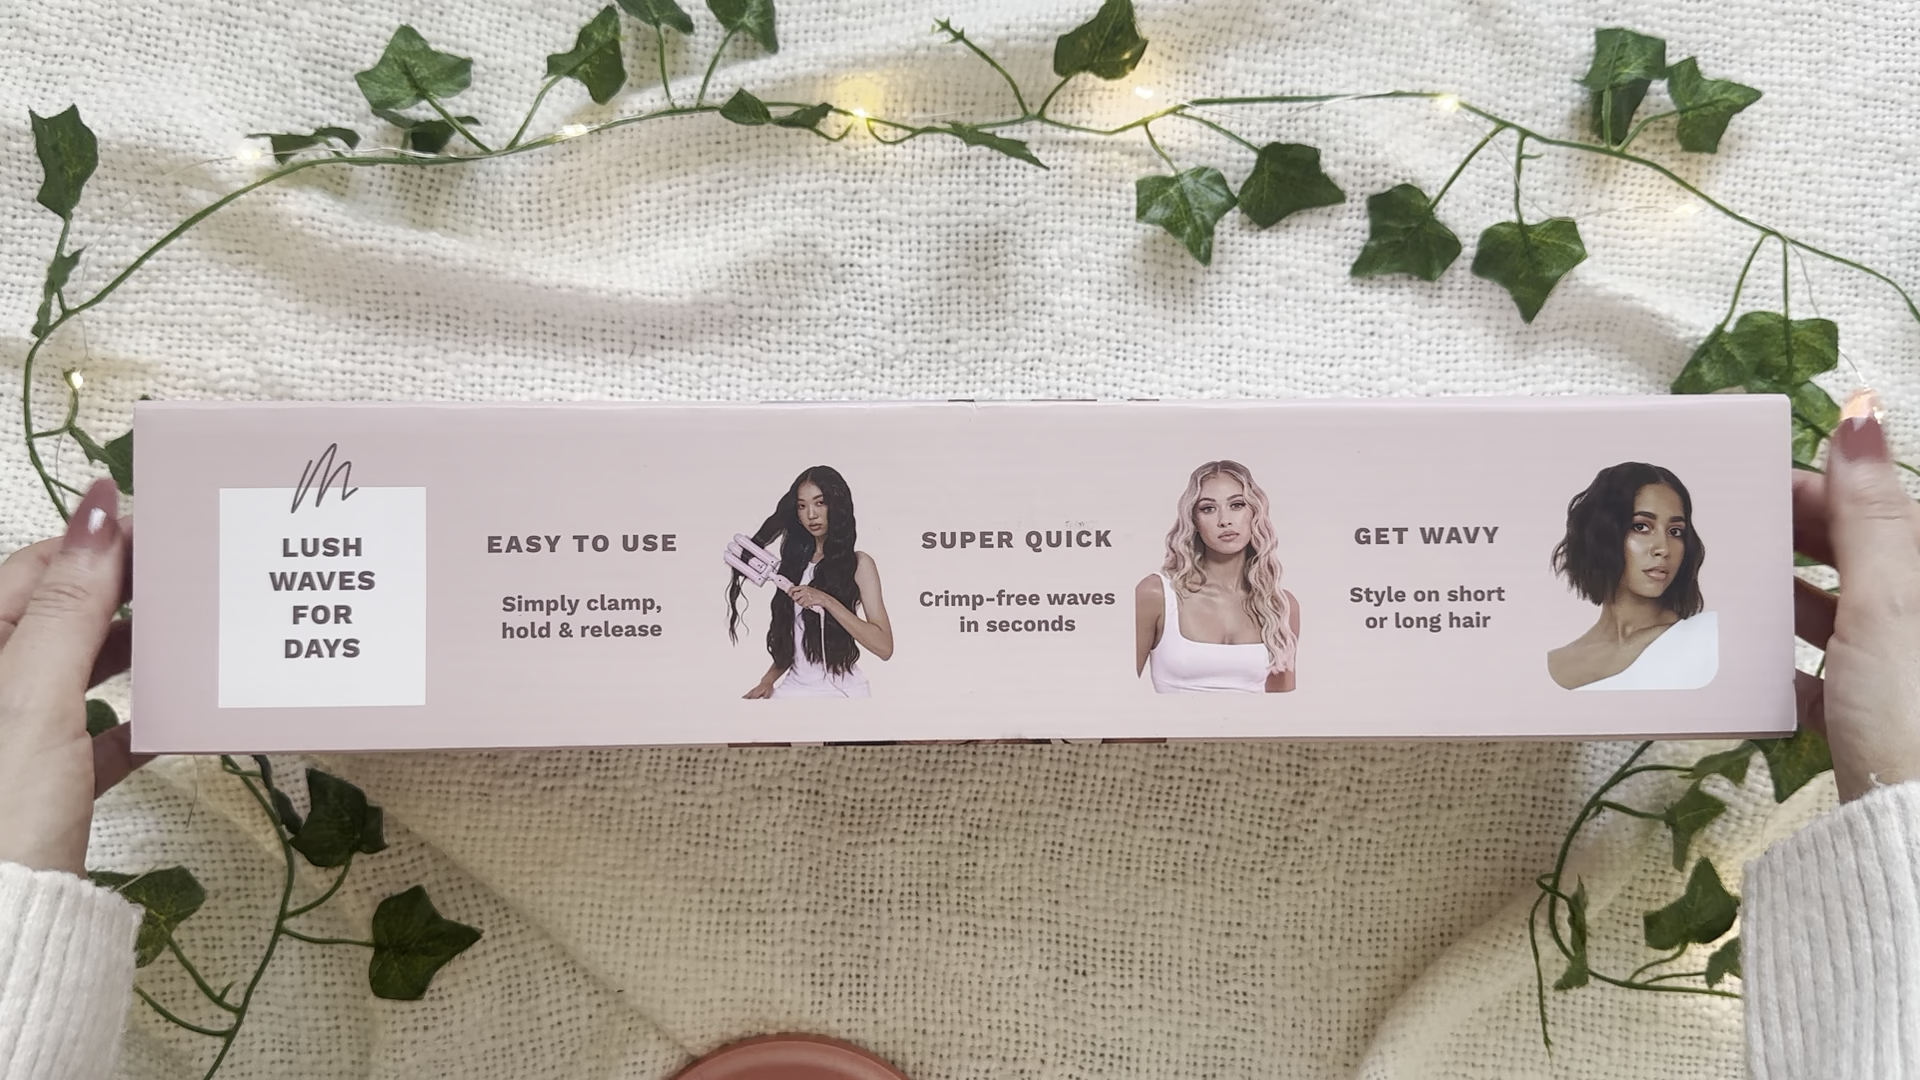 LUSH
WAVES
FOR
DAYS
EASY TO USE
Simply clamp,
hold & release
SUPER QUICK
Crimp-free waves
in seconds
GET WAVY
Style on short
or long hair